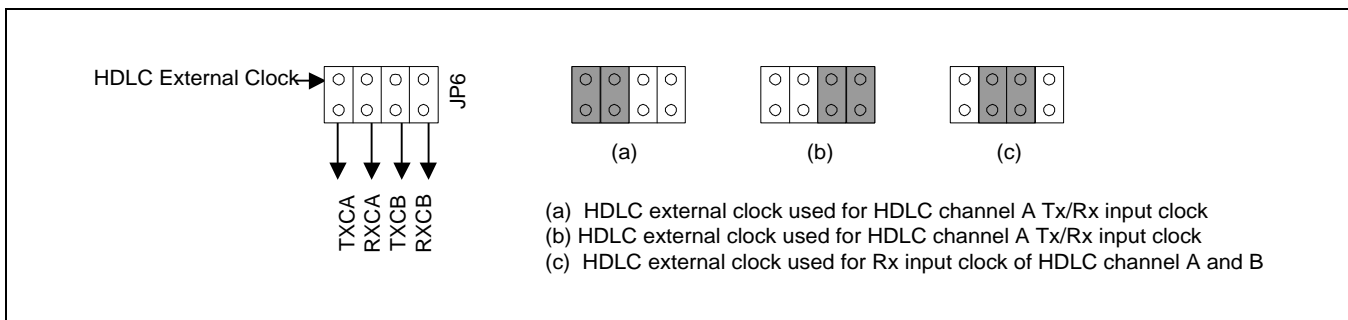 HDLC External Clock
JP6
TXCA
RXCA
TXCB
RXCB
(a)
(b)
(c)
(a) HDLC external clock used for HDLC channel A Tx/Rx input clock
(b) HDLC external clock used for HDLC channel A Tx/Rx input clock
(c) HDLC external clock used for Rx input clock of HDLC channel A and B